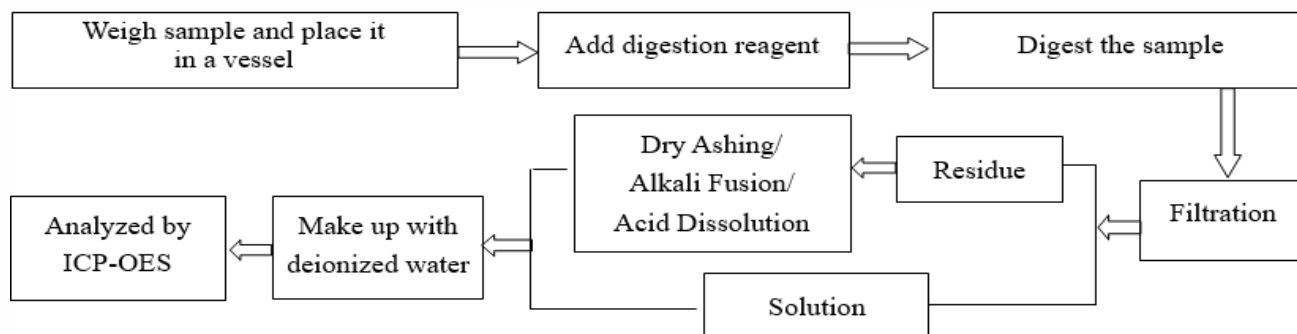 Weigh sample and place it
in a vessel
Add digestion reagent
Digest the sample
Filtration
Residue
Dry Ashing/
Alkali Fusion/
Acid Dissolution
Solution
Make up with
deionized water
Analyzed by
ICP-OES